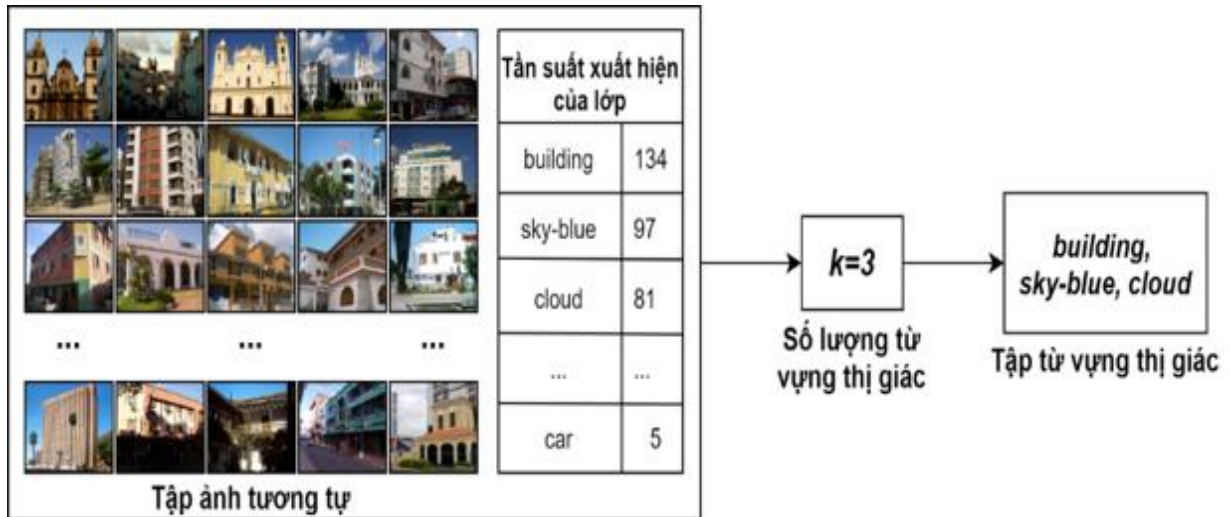 Tần suất xuất hiện
của lớp
building 134
sky-blue 97
cloud 81
... ...
car 5
... ... ...
Tập ảnh tương tự
k=3
Số lượng từ
vựng thị giác
building,
sky-blue, cloud
Tập từ vựng thị giác